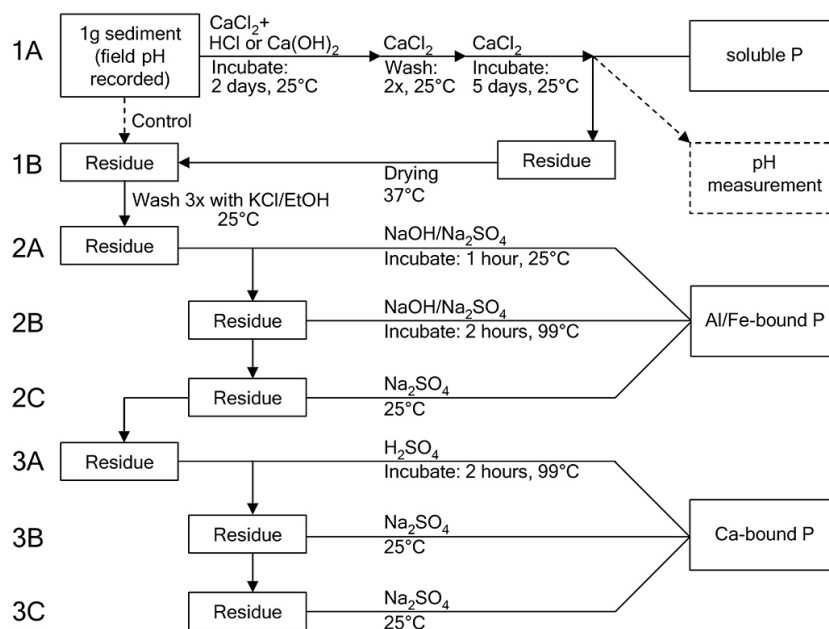 1A
1g sediment
(field pH
recorded)
CaCl₂+
HCl or Ca(OH)₂
Incubate:
2 days, 25°C
CaCl₂
Wash:
2x, 25°C
CaCl₂
Incubate:
5 days, 25°C
soluble P
Control
1B
Residue
Drying
37°C
Residue
pH
measurement
Wash 3x with KCl/EtOH
25°C
2A
Residue
NaOH/Na₂SO₄
Incubate: 1 hour, 25°C
2B
Residue
NaOH/Na₂SO₄
Incubate: 2 hours, 99°C
Al/Fe-bound P
2C
Residue
Na₂SO₄
25°C
3A
Residue
H₂SO₄
Incubate: 2 hours, 99°C
3B
Residue
Na₂SO₄
25°C
Ca-bound P
3C
Residue
Na₂SO₄
25°C